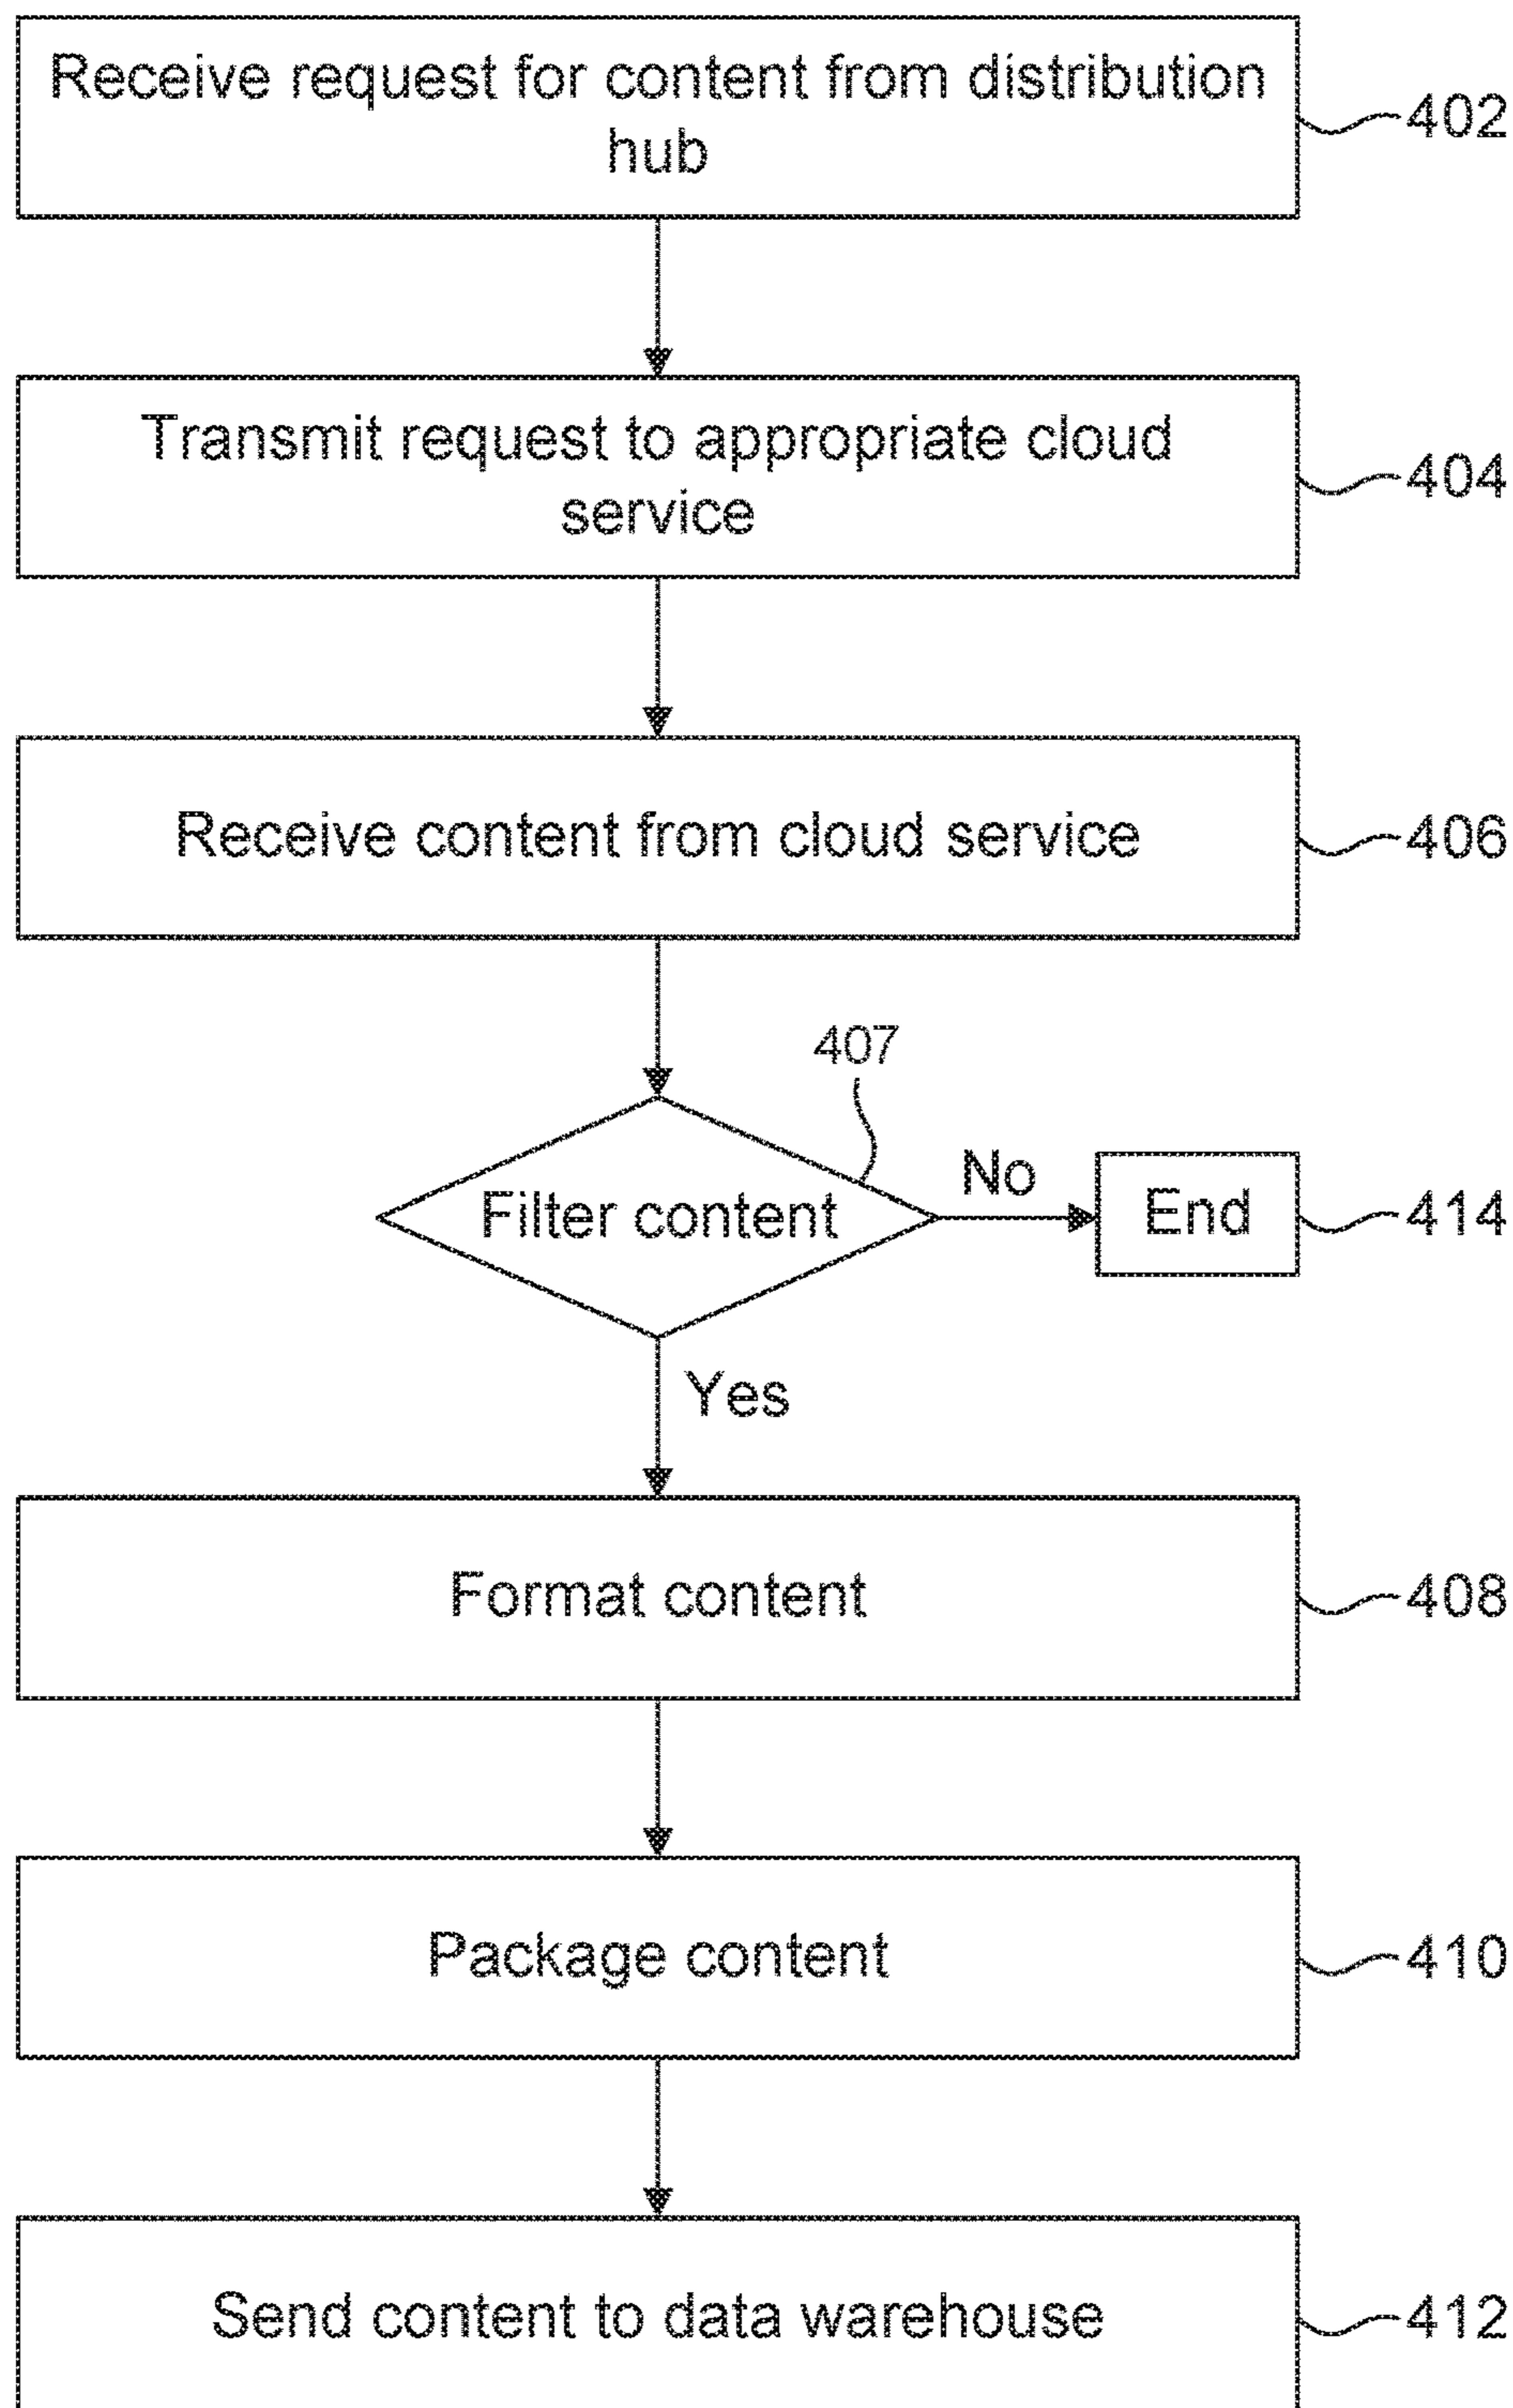 Receive request for content from distribution
hub
402
Transmit request to appropriate cloud
service
404
Receive content from cloud service
406
407
Filter content
No
End
414
Yes
Format content
408
Package content
410
Send content to data warehouse
412